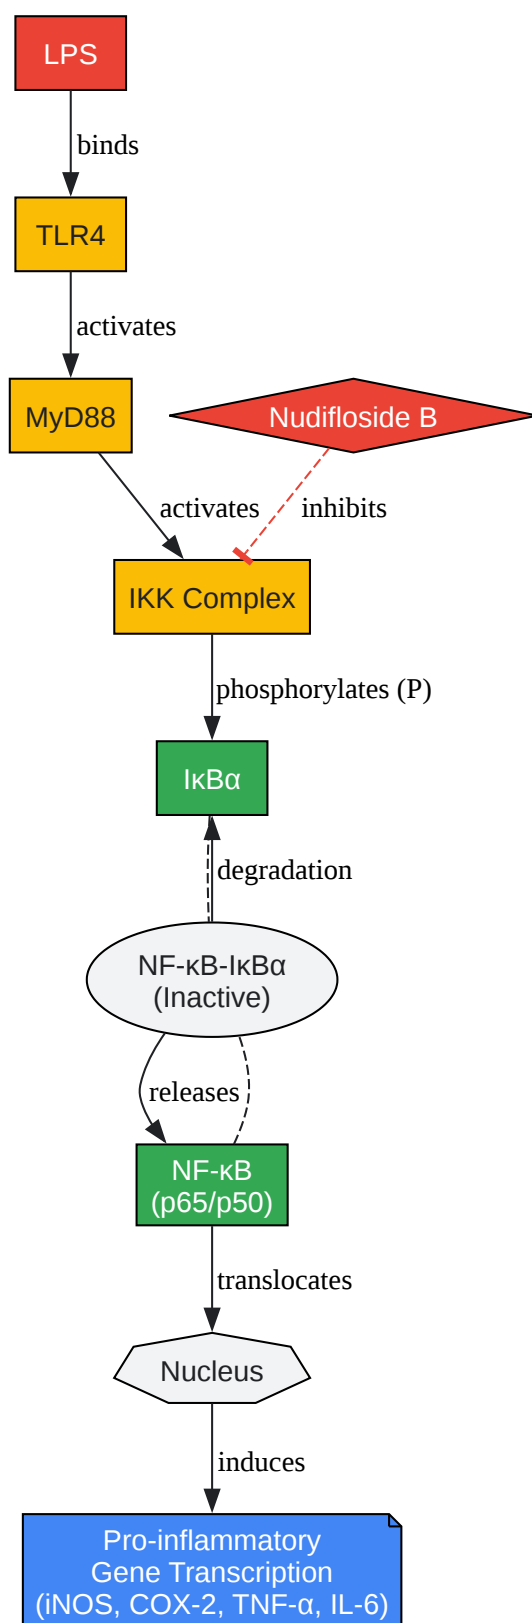 LPS
binds
TLR4
activates
MyD88
Nudifloside B
activates
inhibits
IKK Complex
phosphorylates (P)
IκBα
degradation
NF-κB-IκBα
(Inactive)
releases
NF-κB
(p65/p50)
translocates
Nucleus
induces
Pro-inflammatory
Gene Transcription
(iNOS, COX-2, TNF-α, IL-6)